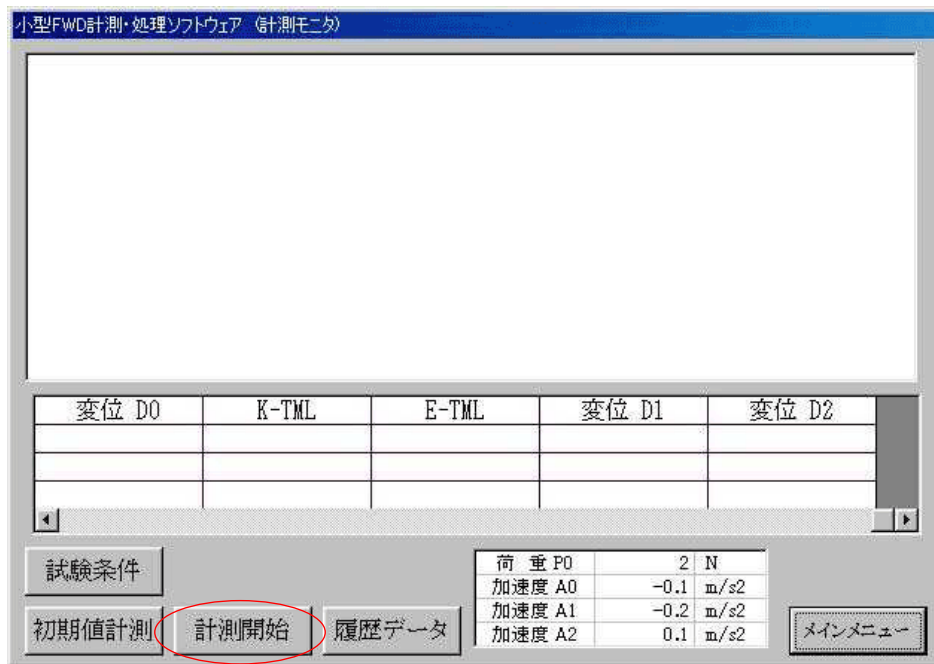 小型FWD計測・処理ソフトウェア (計測モニタ)
変位 D0 K-TML E-TML 変位 D1 変位 D2
試験条件
荷 重 P0 2 N
加速度 A0 -0.1 m/s2
加速度 A1 -0.2 m/s2
加速度 A2 0.1 m/s2
初期値計測 計測開始 履歴データ
メインメニュー